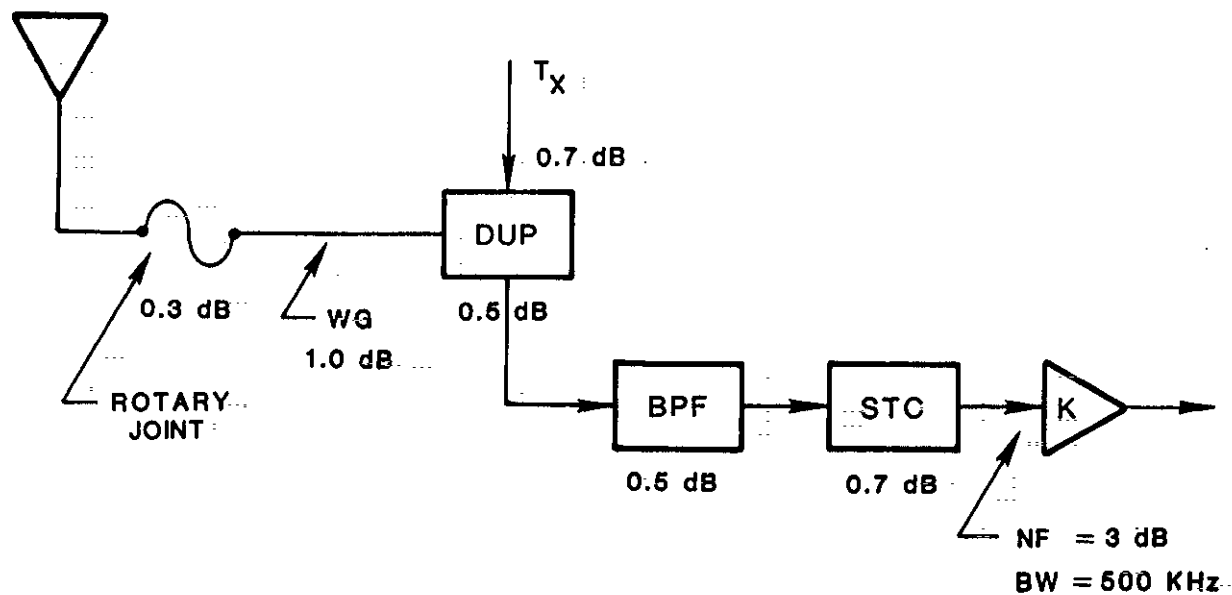 T_X
0.7 dB
DUP
0.3 dB
WG
1.0 dB
0.5 dB
ROTARY
JOINT
BPF
STC
K
0.5 dB
0.7 dB
NF = 3 dB
BW = 500 KHz